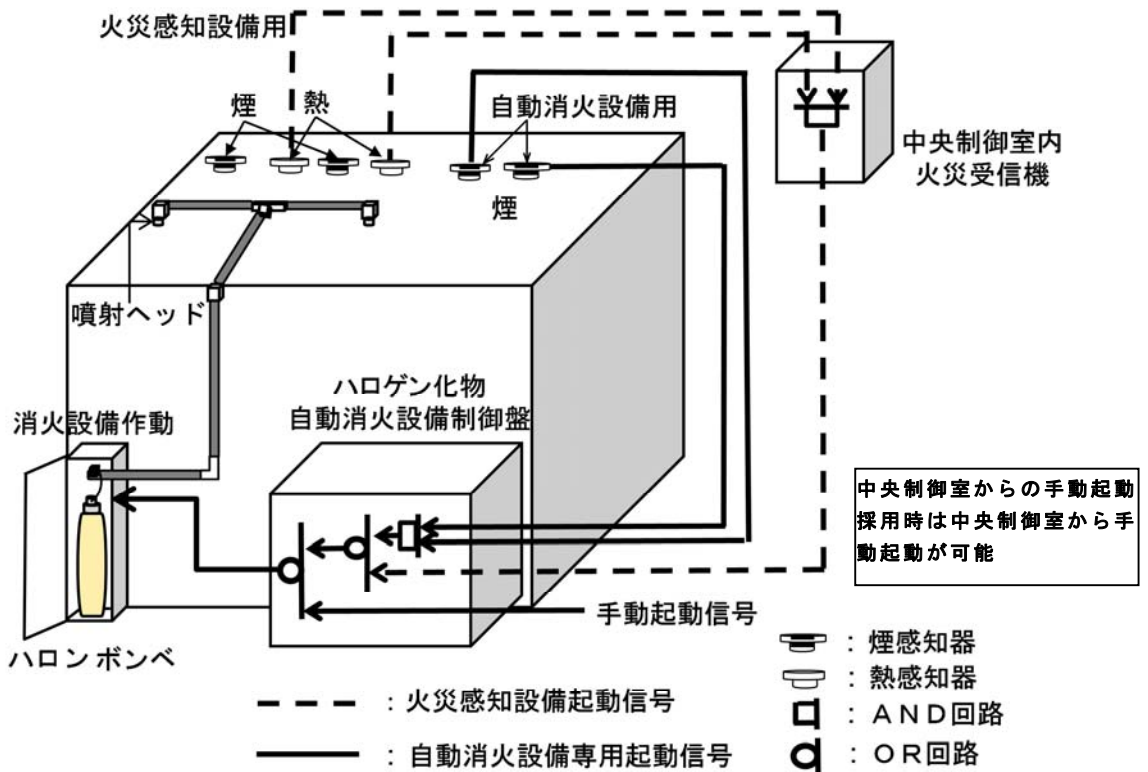 火災感知設備用
煙
熱
自動消火設備用
煙
中央制御室内
火災受信機
噴射ヘッド
ハロゲン化物
自動消火設備制御盤
消火設備作動
中央制御室からの手動起動
採用時は中央制御室から手
動起動が可能
手動起動信号
ハロンボンベ
：煙感知器
：熱感知器
：火災感知設備起動信号
：ＡＮＤ回路
：自動消火設備専用起動信号
：ＯＲ回路